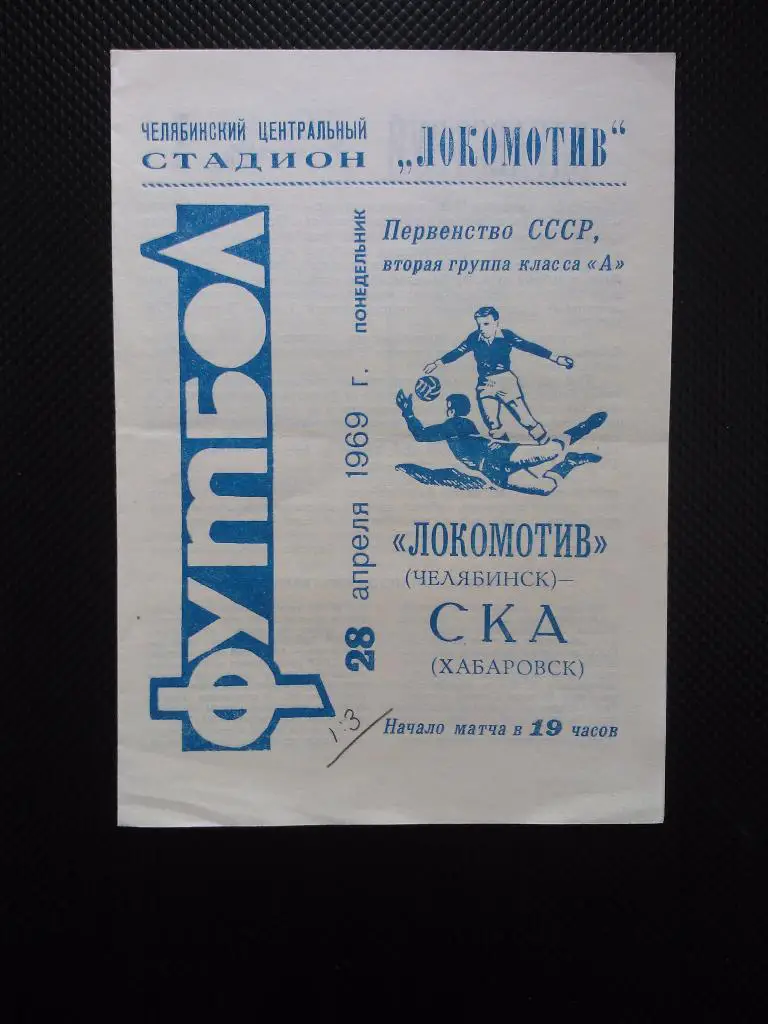 ЧЕЛЯБИНСКИЙ ЦЕНТРАЛЬНЫЙ
СТАДИОН „ЛОКОМОТИВ“
ФУТБОЛ
28 апреля 1969 г. ПОНЕДЕЛЬНИК
Первенство СССР,
вторая группа класса «А»
«ЛОКОМОТИВ»
(ЧЕЛЯБИНСК)—
СКА
(ХАБАРОВСК)
Начало матча в 19 часов
1:3